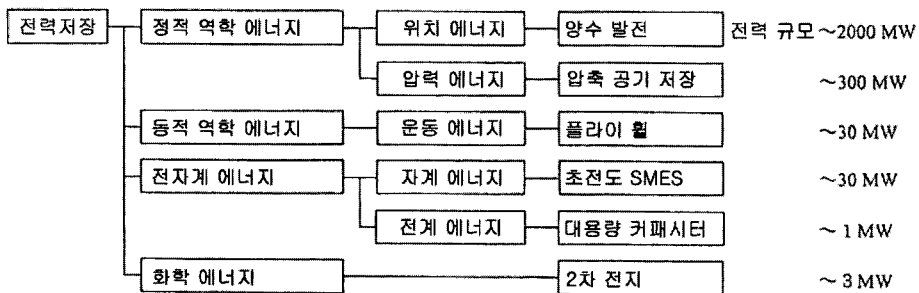 전력저장 정적 역학 에너지 위치 에너지 양수 발전 전력 규모 ~2000 MW
압력 에너지 압축 공기 저장 ~300 MW
동적 역학 에너지 운동 에너지 플라이 휠 ~30 MW
전자계 에너지 자계 에너지 초전도 SMES ~30 MW
전계 에너지 대용량 커패시터 ~ 1 MW
화학 에너지 2차 전지 ~ 3 MW